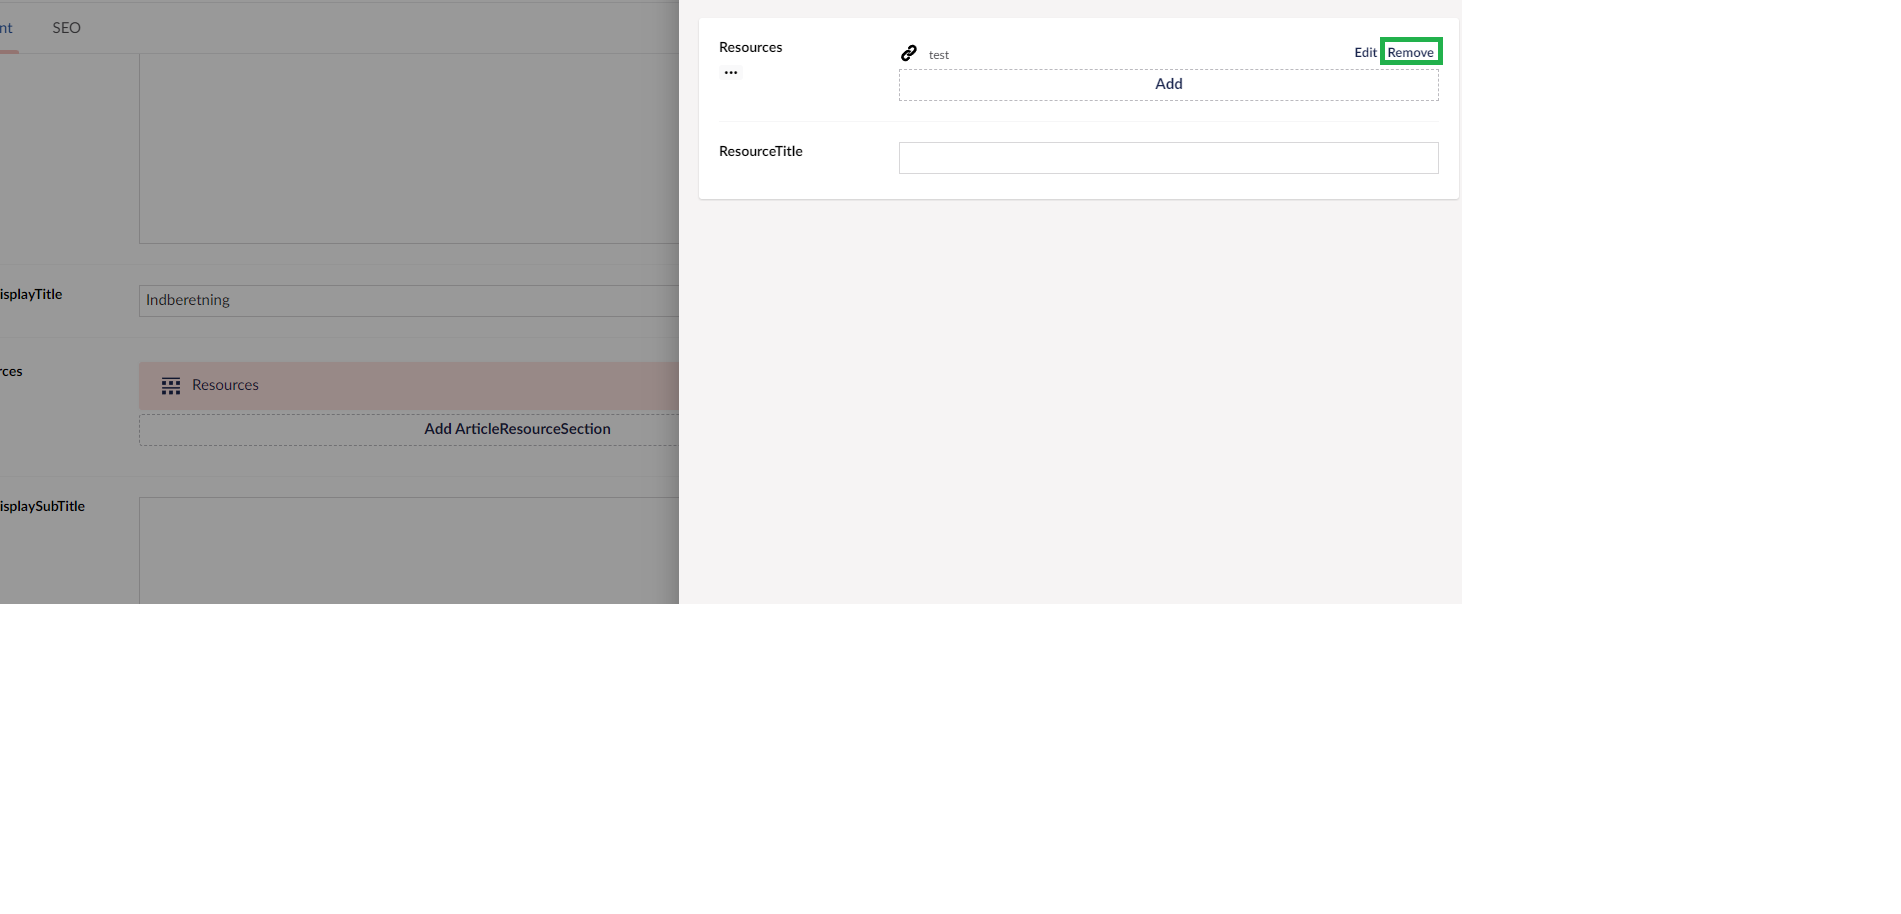 nt SEO
isplayTitle
Indberetning
rces
Resources
Add ArticleResourceSection
isplaySubTitle
Resources
...
test
Edit Remove
Add
ResourceTitle